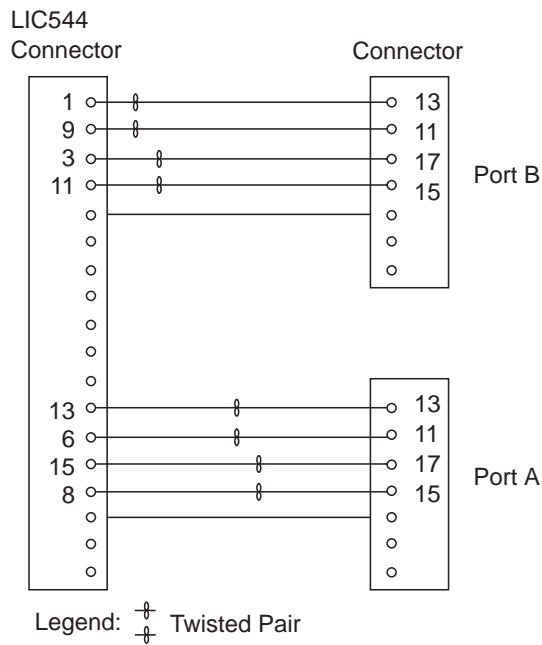 LIC544
Connector
Connector
1 13
9 11
3 17
11 15
Port B
13 13
6 11
15 17
8 15
Port A
Legend: Twisted Pair